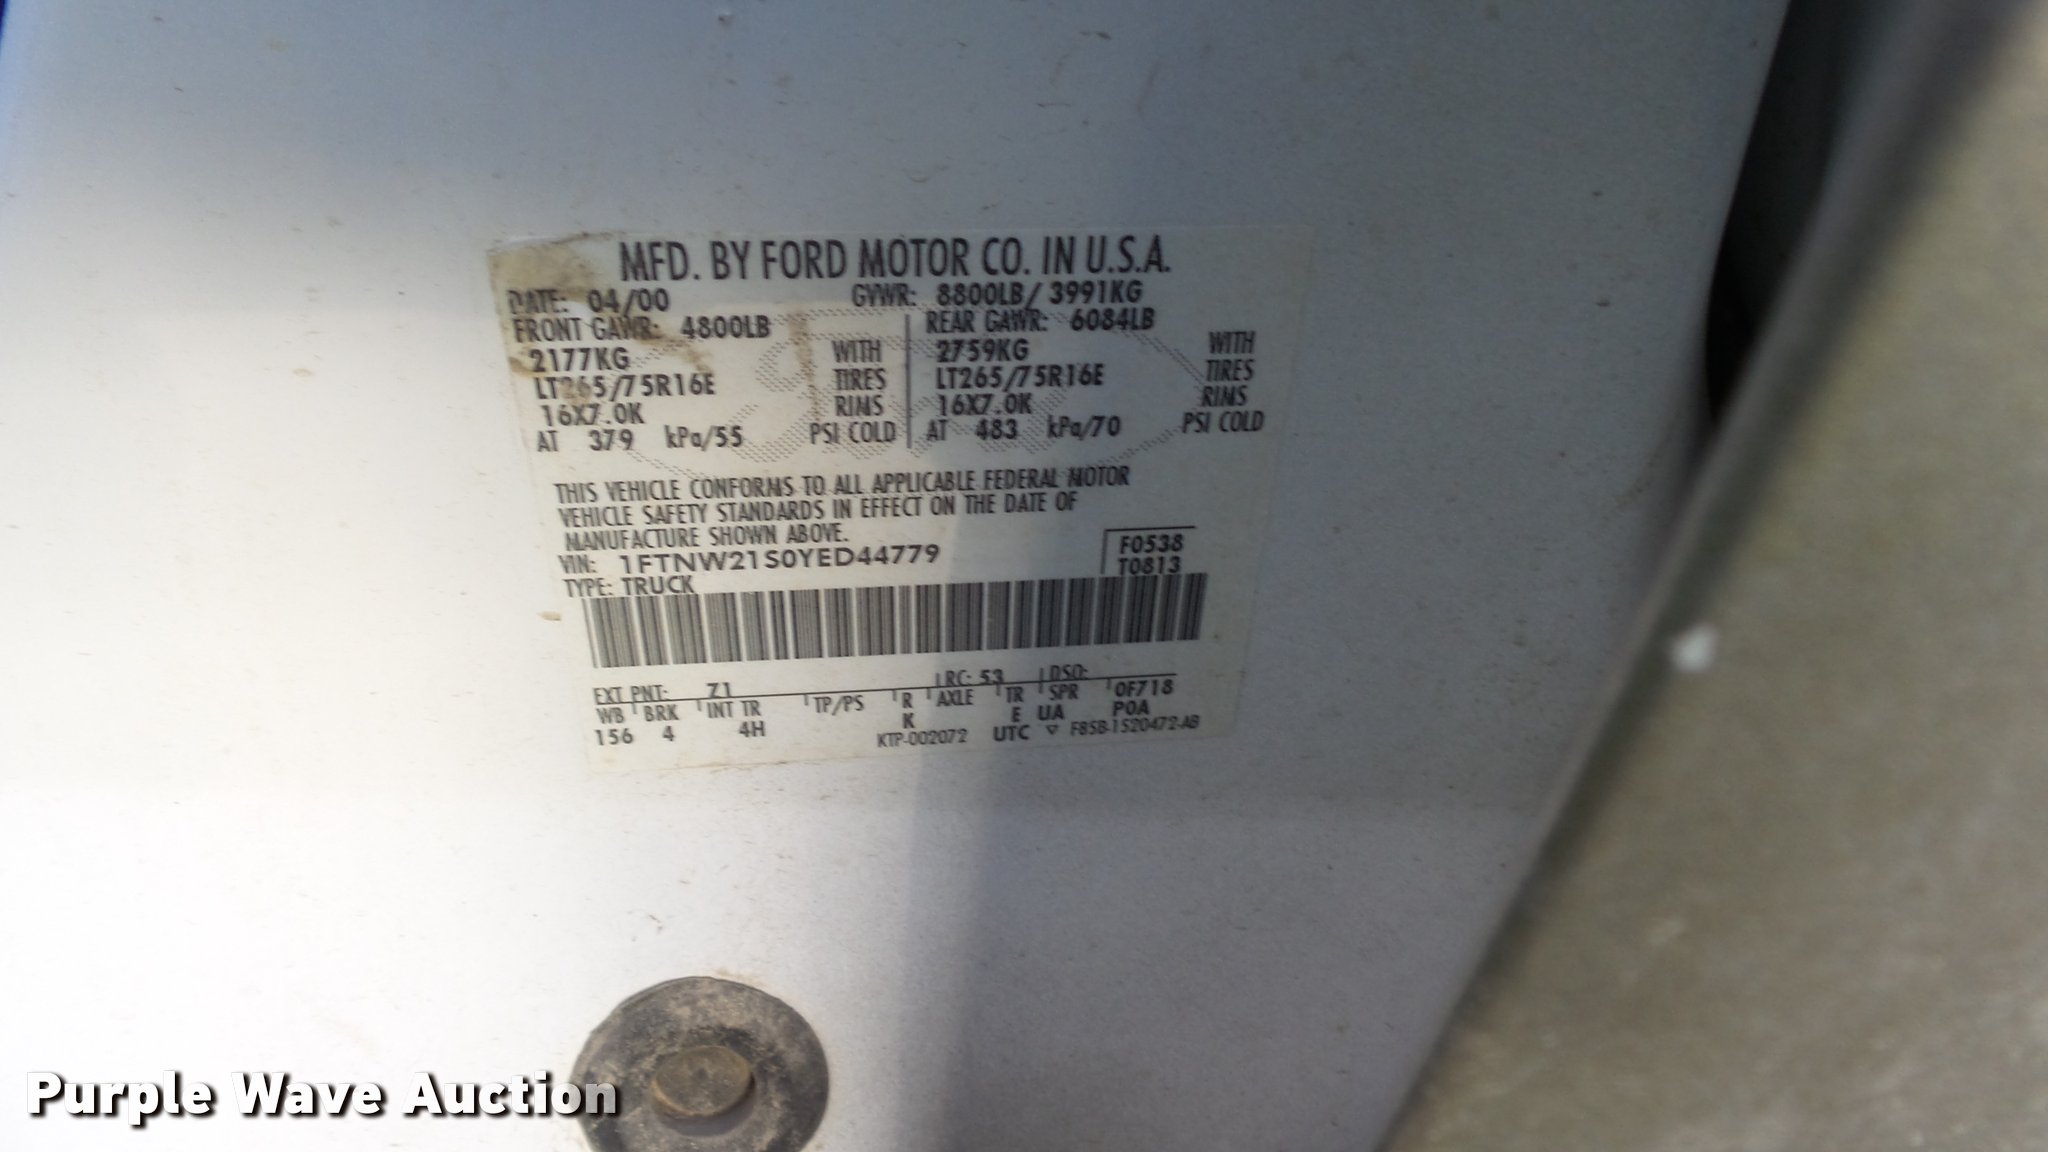 MFD. BY FORD MOTOR CO. IN U.S.A.
DATE: 04/00 GVWR: 8800LB/ 3991KG
FRONT GAWR: 4800LB REAR GAWR: 6084LB
2177KG WITH 2759KG WITH
LT265/75R16E TIRES LT265/75R16E TIRES
16X7.0K RIMS 16X7.0K RIMS
AT 379 kPa/55 PSI COLD AT 483 kPa/70 PSI COLD
THIS VEHICLE CONFORMS TO ALL APPLICABLE FEDERAL MOTOR
VEHICLE SAFETY STANDARDS IN EFFECT ON THE DATE OF
MANUFACTURE SHOWN ABOVE.
VIN: 1FTNW21S0YED44779 F0538
TYPE: TRUCK T0813
EXT PNT: Z1 RC: 53 DSO:
WB BRK INT TR TP/PS R AXLE TR SPR 0F718
156 4 4H K E UA P0A
KTP-002072 UTC ▽ F85B-1520472-AB
Purple Wave Auction